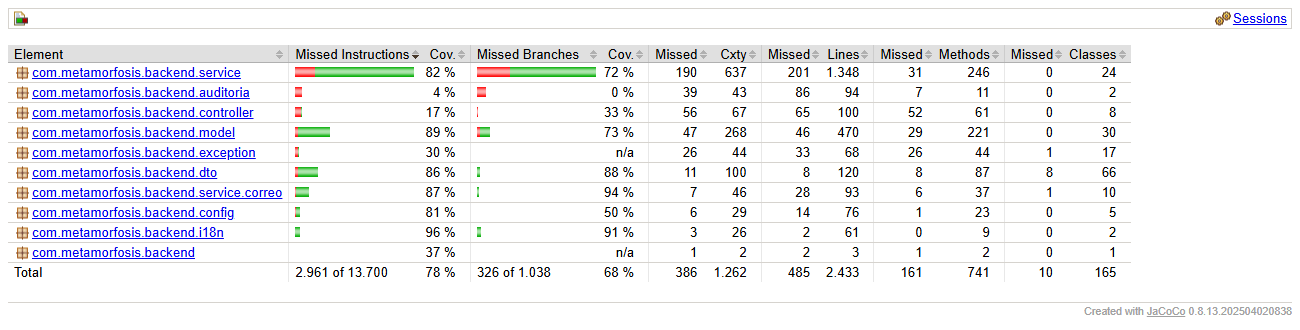 Sessions
Element Missed Instructions Cov. Missed Branches Cov. Missed Cxty Missed Lines Missed Methods Missed Classes
com.metamorfosis.backend.service 82 % 72 % 190 637 201 1.348 31 246 0 24
com.metamorfosis.backend.auditoria 4 % 0 % 39 43 86 94 7 11 0 2
com.metamorfosis.backend.controller 17 % 33 % 56 67 65 100 52 61 0 8
com.metamorfosis.backend.model 89 % 73 % 47 268 46 470 29 221 0 30
com.metamorfosis.backend.exception 30 % n/a 26 44 33 68 26 44 1 17
com.metamorfosis.backend.dto 86 % 88 % 11 100 8 120 8 87 8 66
com.metamorfosis.backend.service.correo 87 % 94 % 7 46 28 93 6 37 1 10
com.metamorfosis.backend.config 81 % 50 % 6 29 14 76 1 23 0 5
com.metamorfosis.backend.i18n 96 % 91 % 3 26 2 61 0 9 0 2
com.metamorfosis.backend 37 % n/a 1 2 2 3 1 2 0 1
Total 2.961 of 13.700 78 % 326 of 1.038 68 % 386 1.262 485 2.433 161 741 10 165
Created with JaCoCo 0.8.13.202504020838